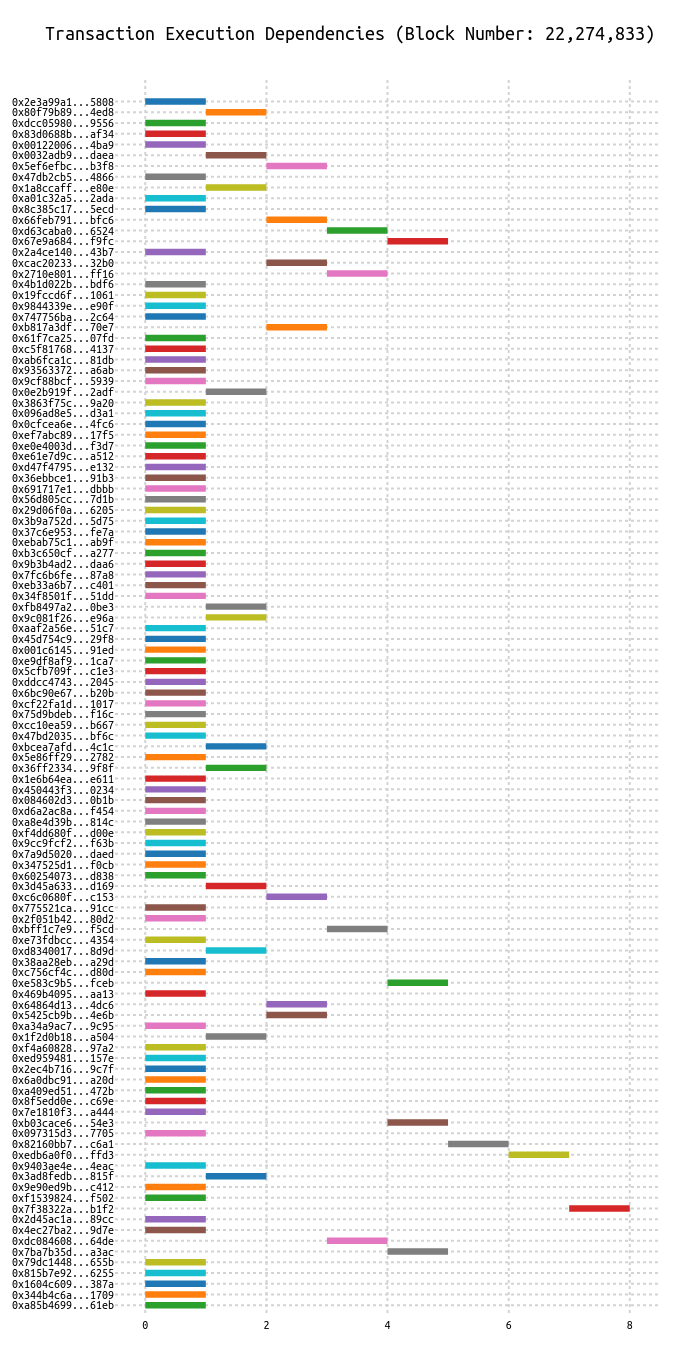 Transaction Execution Dependencies (Block Number: 22,274,833)
0x2e3a99a1...5808
0x80f79b89...4ed8
0xdcc05980...9556
0x83d0688b...af34
0x00122006...4ba9
0x0032adb9...daea
0x5ef6efbc...b3f8
0x47db2cb5...4866
0x1a8ccaff...e80e
0xa01c32a5...2ada
0x8c385c17...5ecd
0x66feb791...bfc6
0xd63caba0...6524
0x67e9a684...f9fc
0x2a4ce140...43b7
0xcac20233...32b0
0x2710e801...ff16
0x4b1d022b...bdf6
0x19fccd6f...1061
0x9844339e...e90f
0x747756ba...2c64
0xb817a3df...70e7
0x61f7ca25...07fd
0xc5f81768...4137
0xab6fca1c...81db
0x93563372...a6ab
0x9cf88bcf...5939
0x0e2b919f...2adf
0x3863f75c...9a20
0x096ad8e5...d3a1
0x0cfcea6e...4fc6
0xef7abc89...17f5
0xe0e4003d...f3d7
0xe61e7d9c...a512
0xd47f4795...e132
0x36ebbce1...91b3
0x691717e1...dbbb
0x56d805cc...7d1b
0x29d06f0a...6205
0x3b9a752d...5d75
0x37c6e953...fe7a
0xebab75c1...ab9f
0xb3c650cf...a277
0x9b3b4ad2...daa6
0x7fc6b6fe...87a8
0xeb33a6b7...c401
0x34f8501f...51dd
0xfb8497a2...0be3
0x9c081f26...e96a
0xaaf2a56e...51c7
0x45d754c9...29f8
0x001c6145...91ed
0xe9df8af9...1ca7
0x5cfb709f...c1e3
0xddcc4743...2045
0x6bc90e67...b20b
0xcf22fa1d...1017
0x75d9bdeb...f16c
0xcc10ea59...b667
0x47bd2035...bf6c
0xbcea7afd...4c1c
0x5e86ff29...2782
0x36ff2334...9f8f
0x1e6b64ea...e611
0x450443f3...0234
0x084602d3...0b1b
0xd6a2ac8a...f454
0xa8e4d39b...814c
0xf4dd680f...d00e
0x9cc9fcf2...f63b
0x7a9d5020...daed
0x347525d1...f0cb
0x60254073...d838
0x3d45a633...d169
0xc6c0680f...c153
0x775521ca...91cc
0x2f051b42...80d2
0xbff1c7e9...f5cd
0xe73fdbcc...4354
0xd8340017...8d9d
0x38aa28eb...a29d
0xc756cf4c...d80d
0xe583c9b5...fceb
0x469b4095...aa13
0x64864d13...4dc6
0x5425cb9b...4e6b
0xa34a9ac7...9c95
0x1f2d0b18...a504
0xf4a60828...97a2
0xed959481...157e
0x2ec4b716...9c7f
0x6a0dbc91...a20d
0xa409ed51...472b
0x8f5edd0e...c69e
0x7e1810f3...a444
0xb03cace6...54e3
0x097315d3...7705
0x82160bb7...c6a1
0xedb6a0f0...ffd3
0x9403ae4e...4eac
0x3ad8fedb...815f
0x9e90ed9b...c412
0xf1539824...f502
0x7f38322a...b1f2
0x2d45ac1a...89cc
0x4ec27ba2...9d7e
0xdc084608...64de
0x7ba7b35d...a3ac
0x79dc1448...655b
0x815b7e92...6255
0x1604c609...387a
0x344b4c6a...1709
0xa85b4699...61eb
0 2 4 6 8